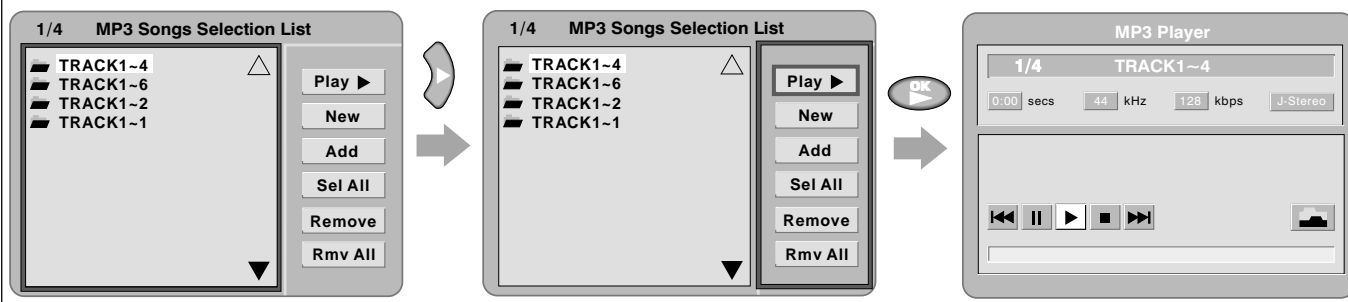 1/4 MP3 Songs Selection List
TRACK1~4
TRACK1~6
TRACK1~2
TRACK1~1
Play
New
Add
Sel All
Remove
Rmv All
1/4 MP3 Songs Selection List
TRACK1~4
TRACK1~6
TRACK1~2
TRACK1~1
Play
New
Add
Sel All
Remove
Rmv All
OK
MP3 Player
1/4 TRACK1~4
0:00 secs 44 kHz 128 kbps J-Stereo